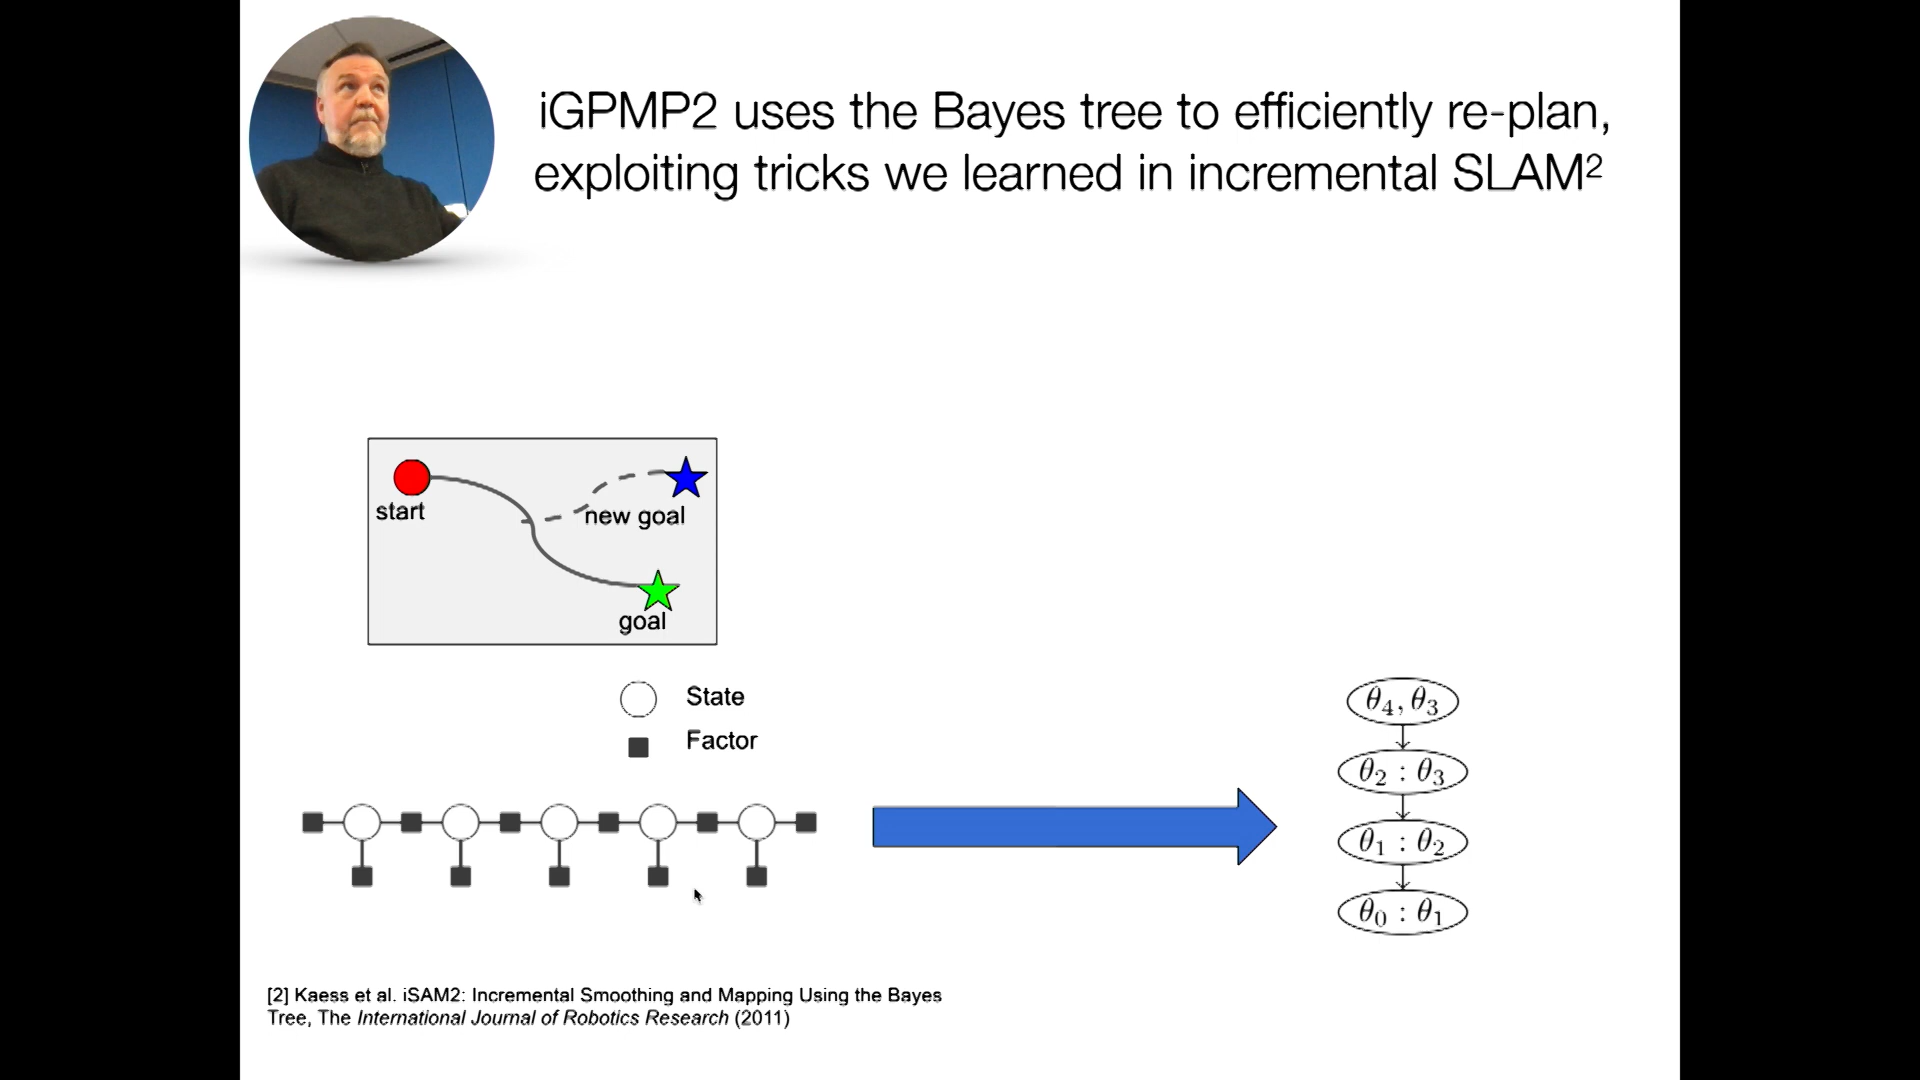 iGPMP2 uses the Bayes tree to efficiently re-plan,
exploiting tricks we learned in incremental SLAM²
start
new goal
goal
State
Factor
θ₄, θ₃
θ₂ : θ₃
θ₁ : θ₂
θ₀ : θ₁
[2] Kaess et al. iSAM2: Incremental Smoothing and Mapping Using the Bayes
Tree, The International Journal of Robotics Research (2011)